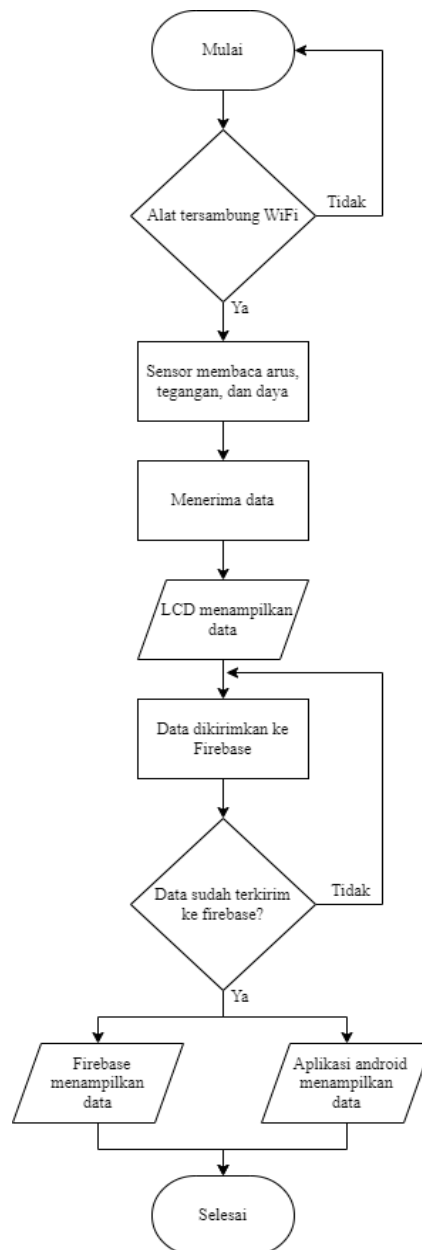 Mulai
Alat tersambung WiFi
Tidak
Ya
Sensor membaca arus,
tegangan, dan daya
Menerima data
LCD menampilkan
data
Data dikirimkan ke
Firebase
Data sudah terkirim
ke firebase?
Tidak
Ya
Firebase
menampilkan
data
Aplikasi android
menampilkan
data
Selesai